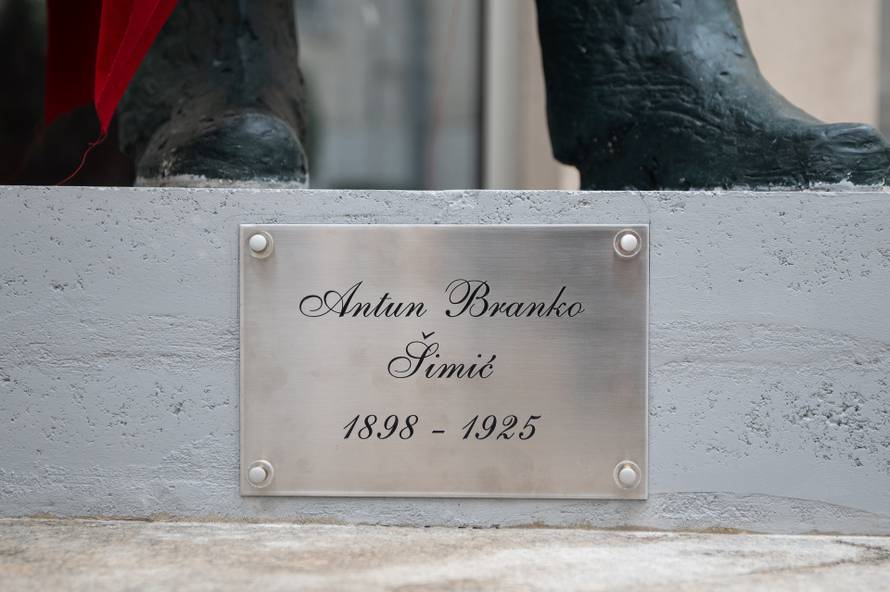 Antun Branko
Šimić
1898 - 1925